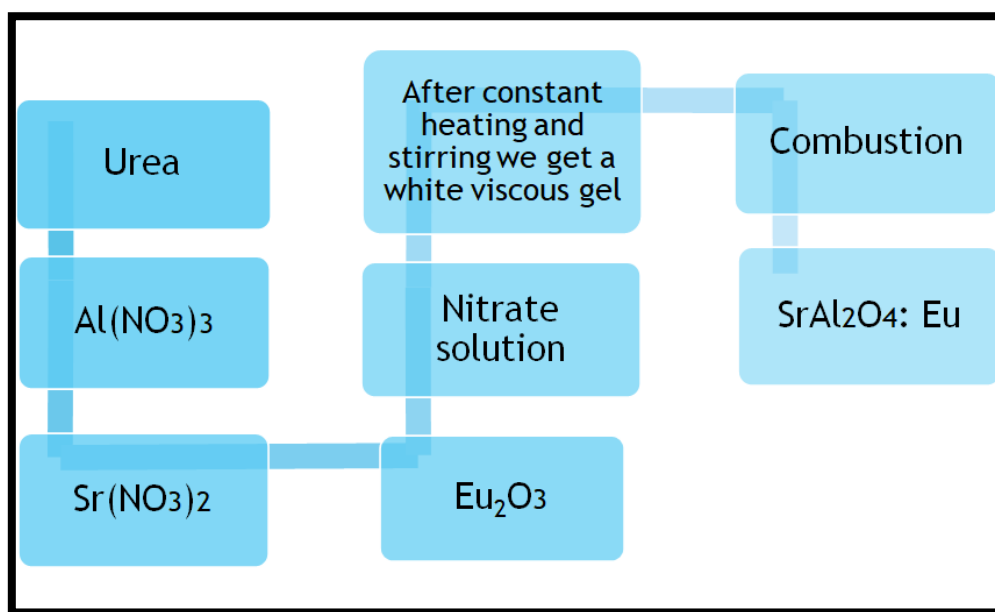 Urea
Al(NO3)3
Sr(NO3)2
Eu₂O3
Nitrate
solution
After constant
heating and
stirring we get a
white viscous gel
Combustion
SrAl2O4: Eu